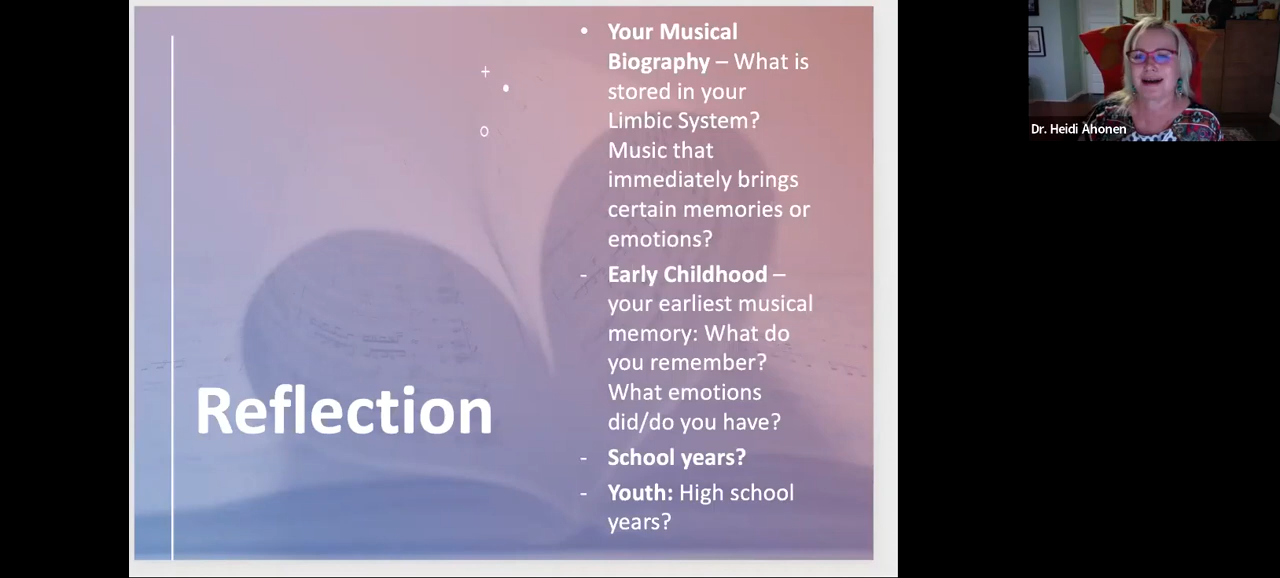 Reflection
• Your Musical
Biography – What is
stored in your
Limbic System?
Music that
immediately brings
certain memories or
emotions?
- Early Childhood –
your earliest musical
memory: What do
you remember?
What emotions
did/do you have?
- School years?
- Youth: High school
years?
Dr. Heidi Ahonen